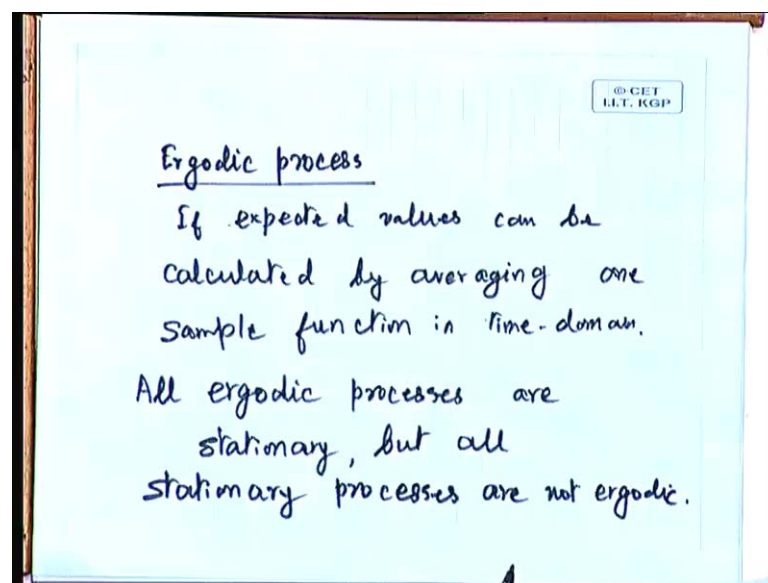 © CET
I.I.T. KGP
Ergodic process
If expected values can be
calculated by averaging one
sample function in time-domain.
All ergodic processes are
stationary, but all
stationary processes are not ergodic.